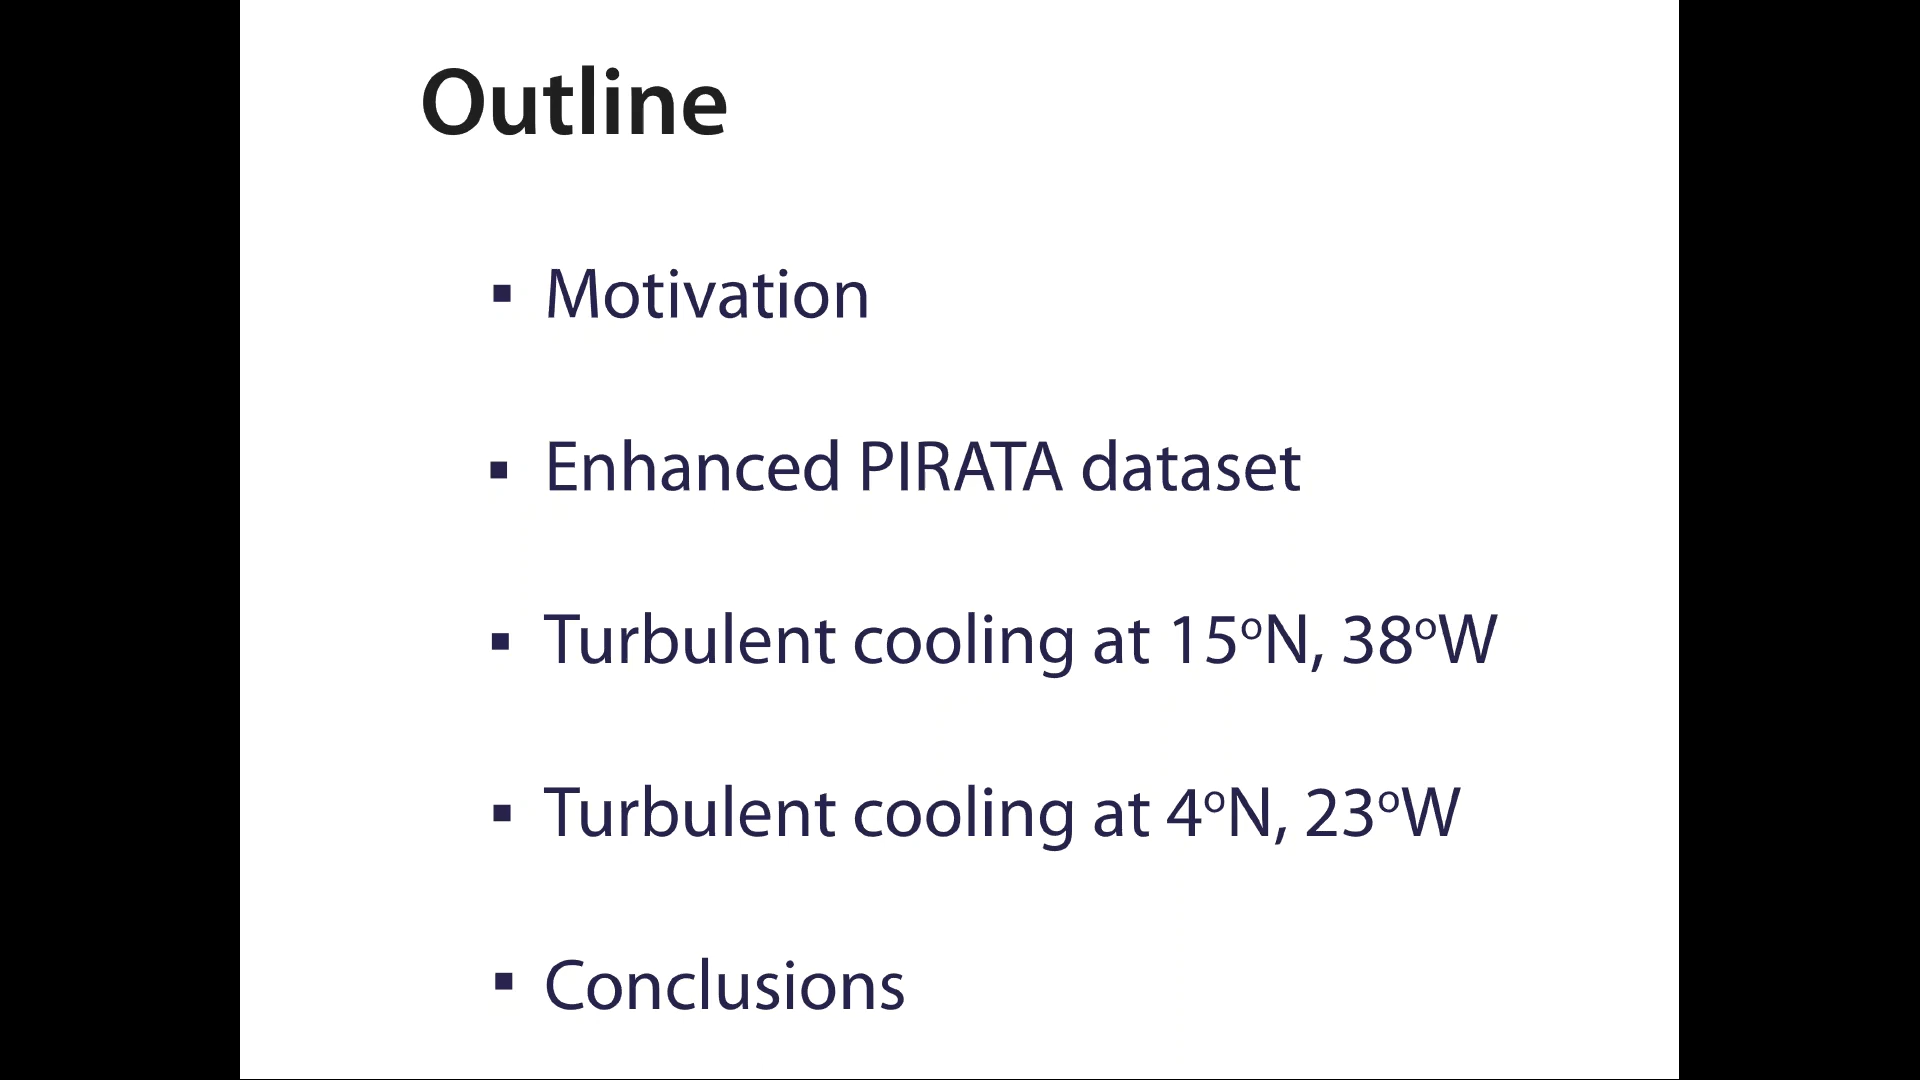 Outline
▪ Motivation
▪ Enhanced PIRATA dataset
▪ Turbulent cooling at 15ºN, 38ºW
▪ Turbulent cooling at 4ºN, 23ºW
▪ Conclusions